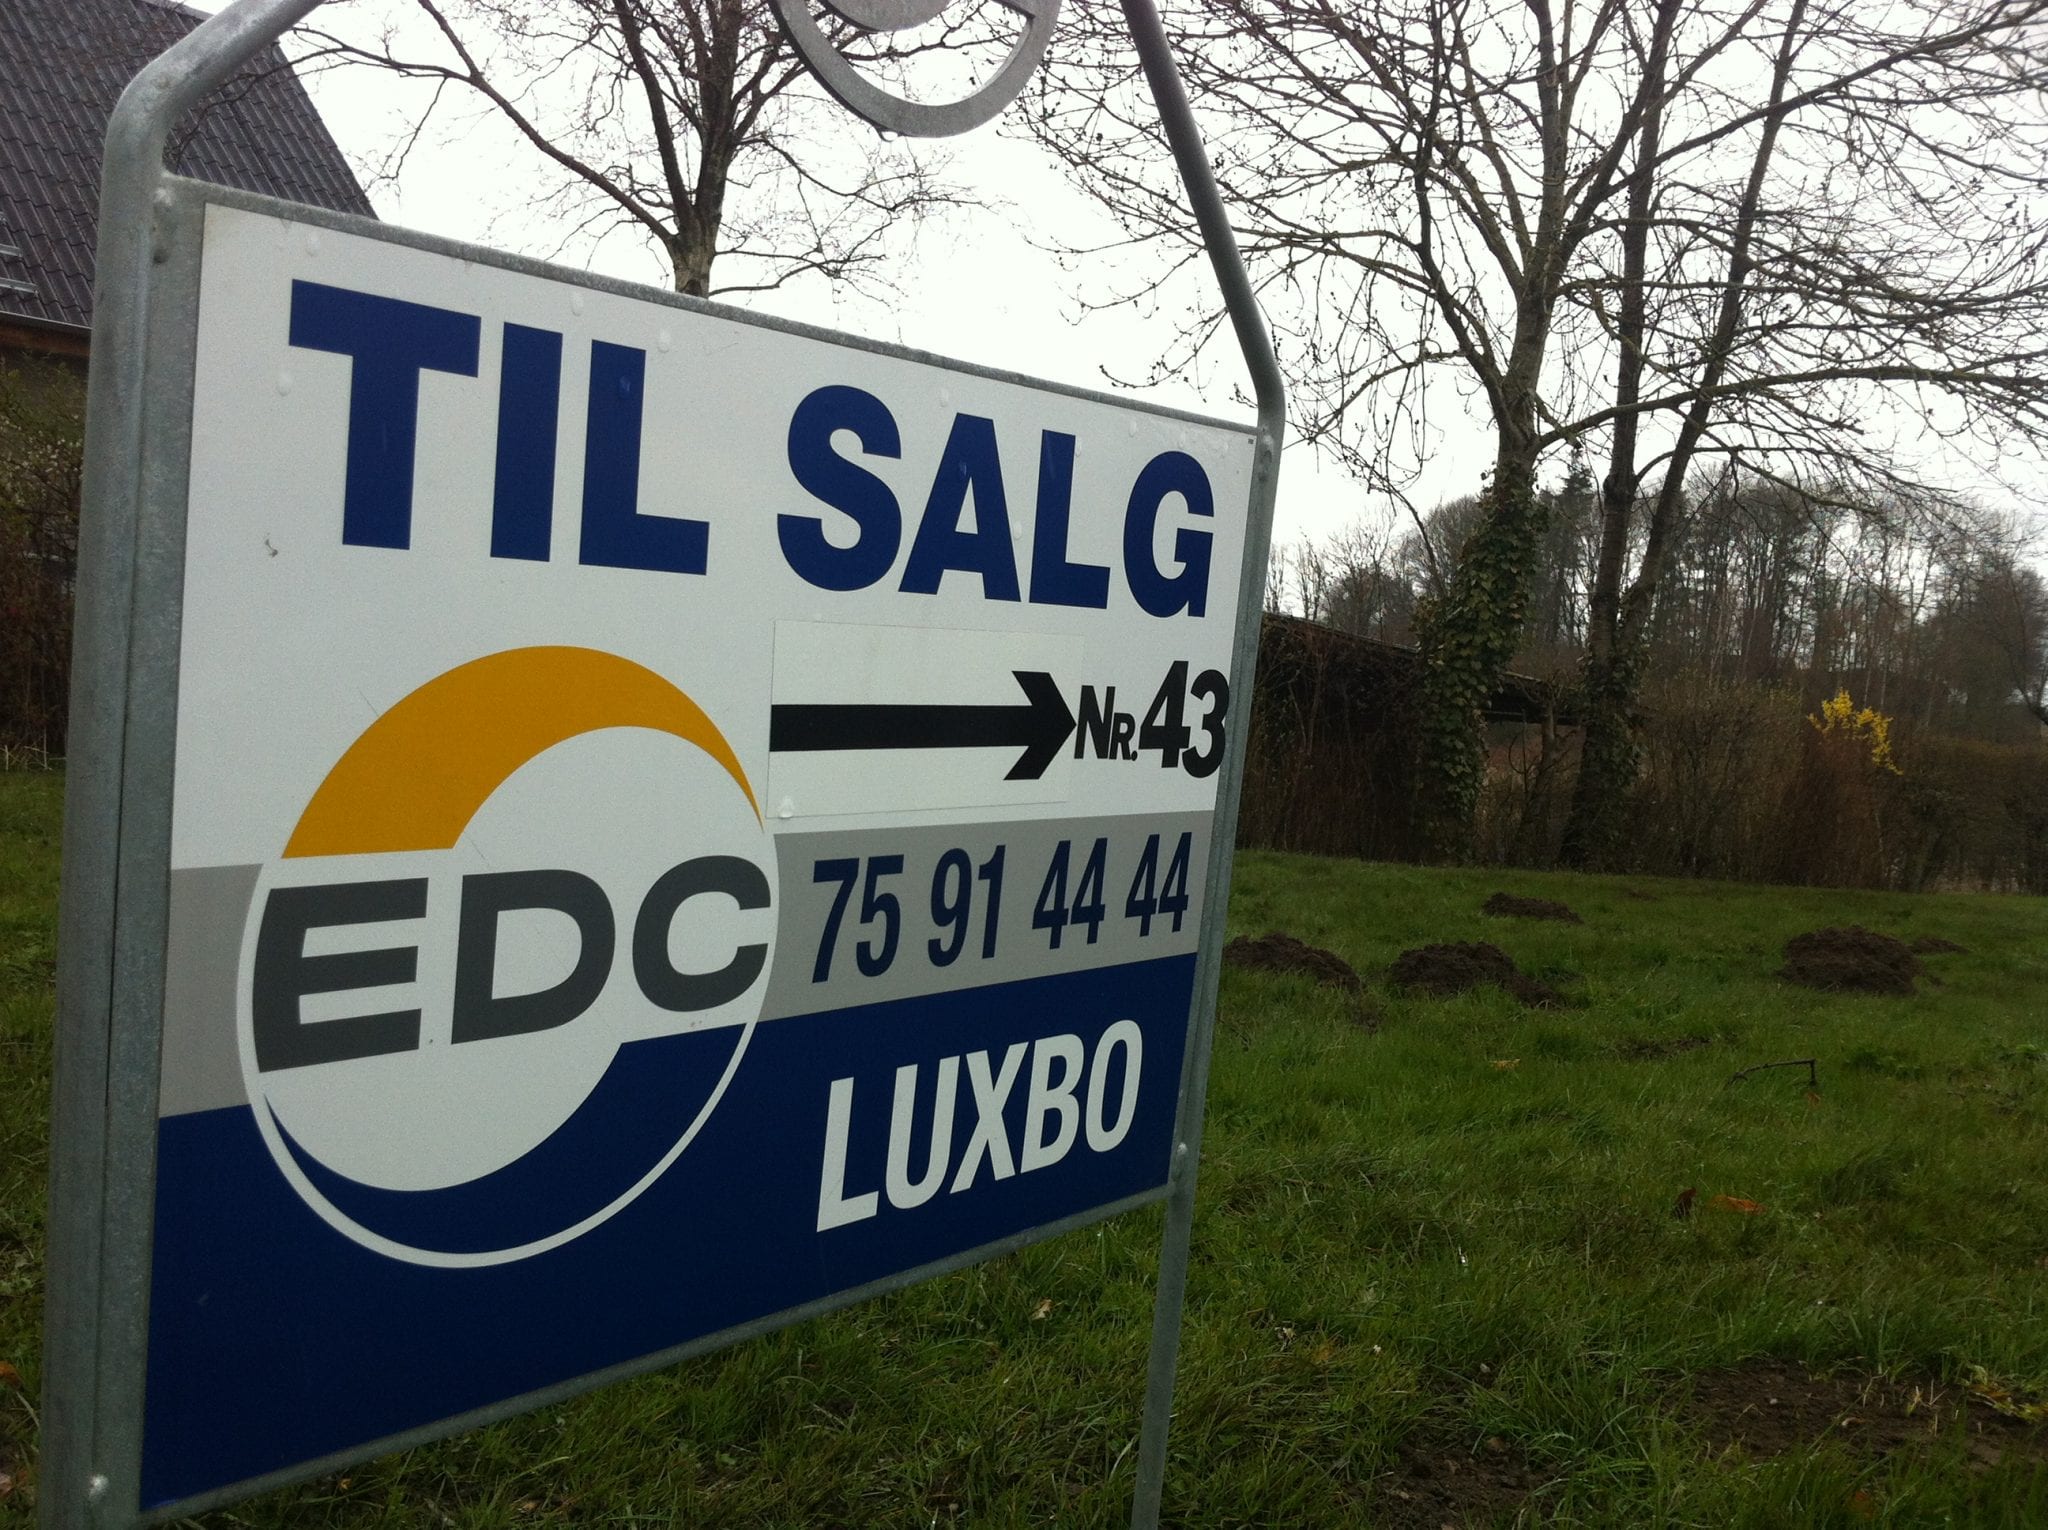 TIL SALG
NR. 43
EDC
75 91 44 44
LUXBO